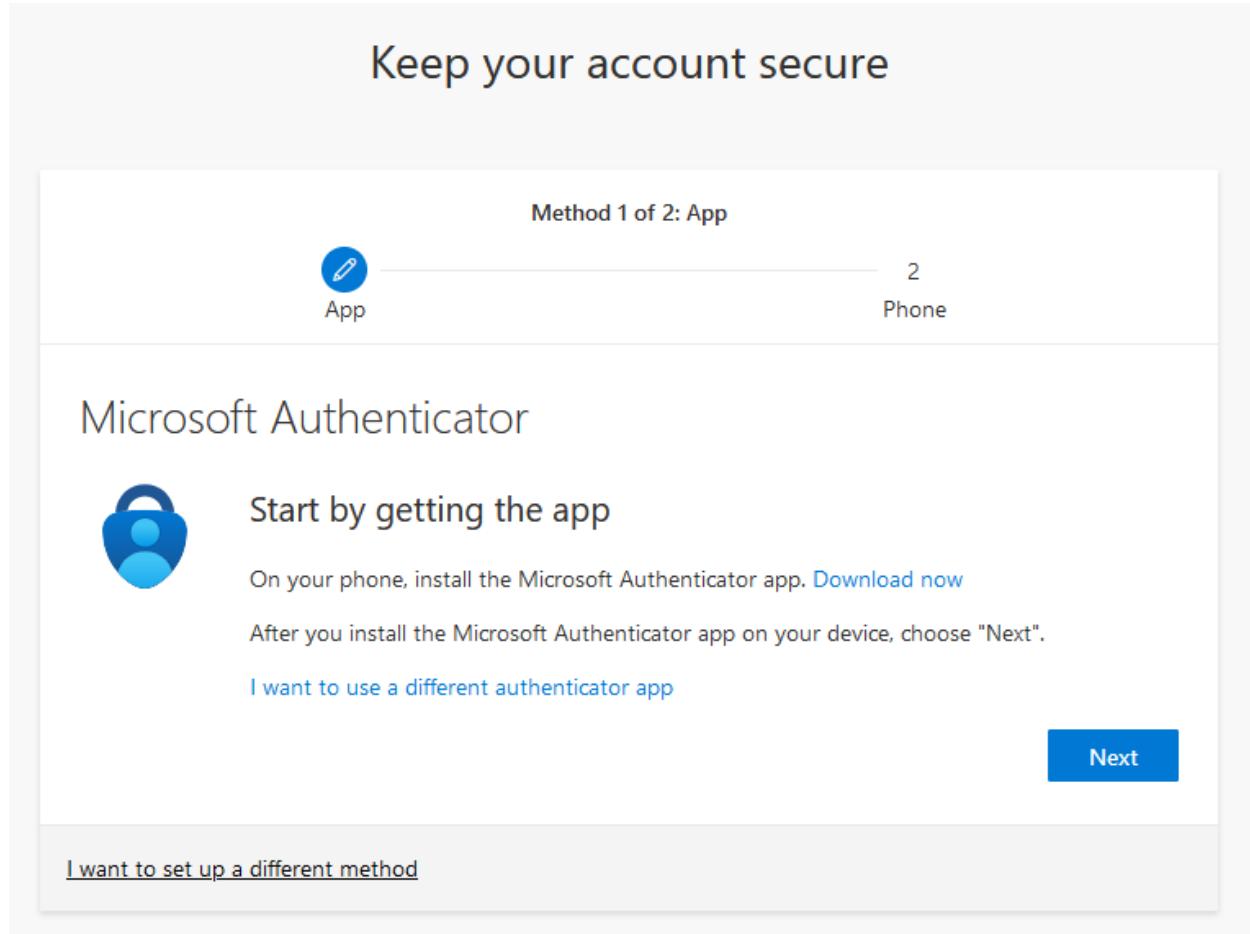 Keep your account secure
Method 1 of 2: App
2
App
Phone
Microsoft Authenticator
Start by getting the app
On your phone, install the Microsoft Authenticator app. Download now
After you install the Microsoft Authenticator app on your device, choose "Next".
I want to use a different authenticator app
Next
I want to set up a different method